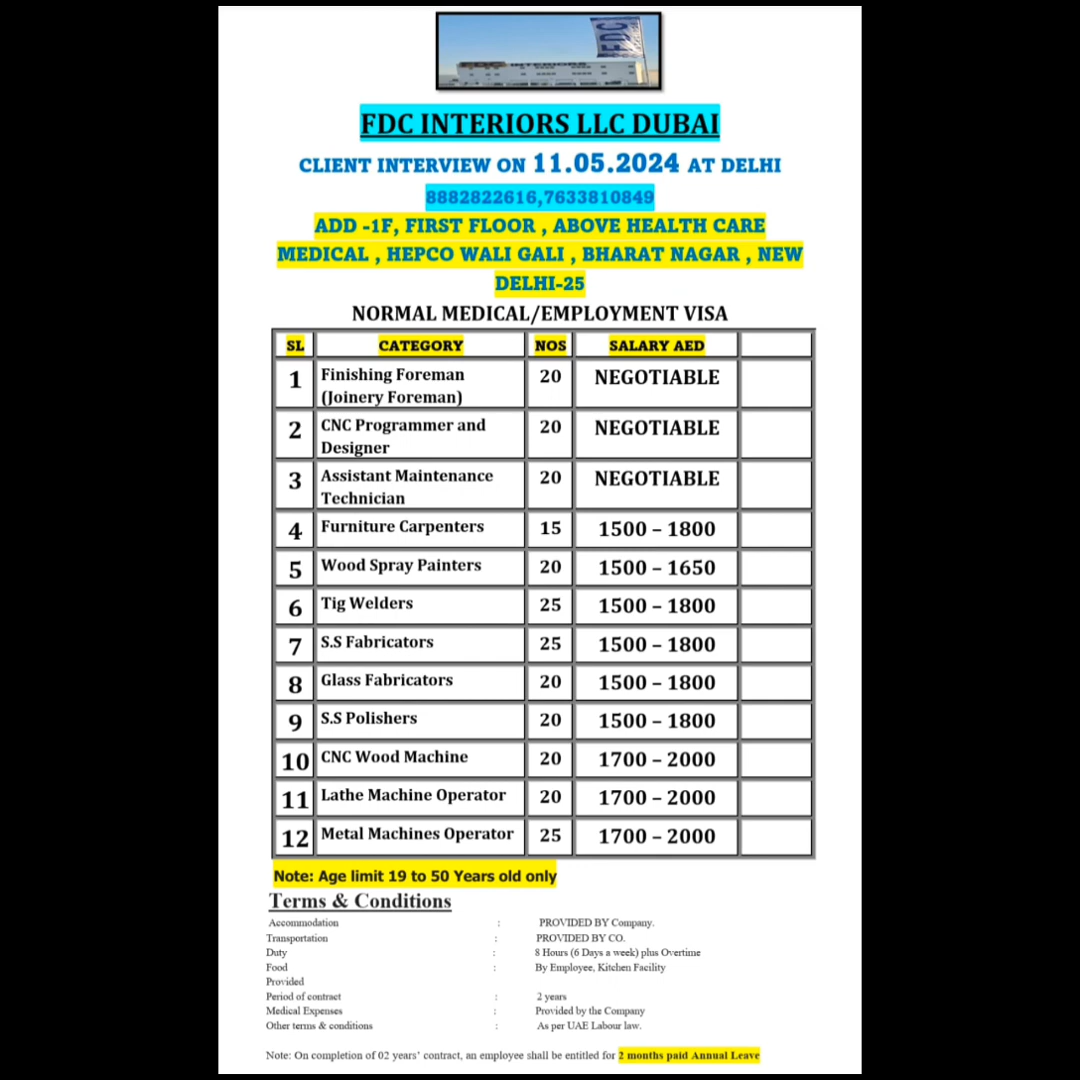 FDC INTERIORS
FDC
FDC INTERIORS LLC DUBAI
CLIENT INTERVIEW ON 11.05.2024 AT DELHI
8882822616,7633810849
ADD -1F, FIRST FLOOR , ABOVE HEALTH CARE
MEDICAL , HEPCO WALI GALI , BHARAT NAGAR , NEW
DELHI-25
NORMAL MEDICAL/EMPLOYMENT VISA
SL CATEGORY NOS SALARY AED
1 Finishing Foreman 20 NEGOTIABLE
(Joinery Foreman)
2 CNC Programmer and 20 NEGOTIABLE
Designer
3 Assistant Maintenance 20 NEGOTIABLE
Technician
4 Furniture Carpenters 15 1500 – 1800
5 Wood Spray Painters 20 1500 – 1650
6 Tig Welders 25 1500 – 1800
7 S.S Fabricators 25 1500 – 1800
8 Glass Fabricators 20 1500 – 1800
9 S.S Polishers 20 1500 – 1800
10 CNC Wood Machine 20 1700 – 2000
11 Lathe Machine Operator 20 1700 – 2000
12 Metal Machines Operator 25 1700 – 2000
Note: Age limit 19 to 50 Years old only
Terms & Conditions
Accommodation : PROVIDED BY Company.
Transportation : PROVIDED BY CO.
Duty : 8 Hours (6 Days a week) plus Overtime
Food : By Employee, Kitchen Facility
Provided
Period of contract : 2 years
Medical Expenses : Provided by the Company
Other terms & conditions : As per UAE Labour law.
Note: On completion of 02 years' contract, an employee shall be entitled for 2 months paid Annual Leave